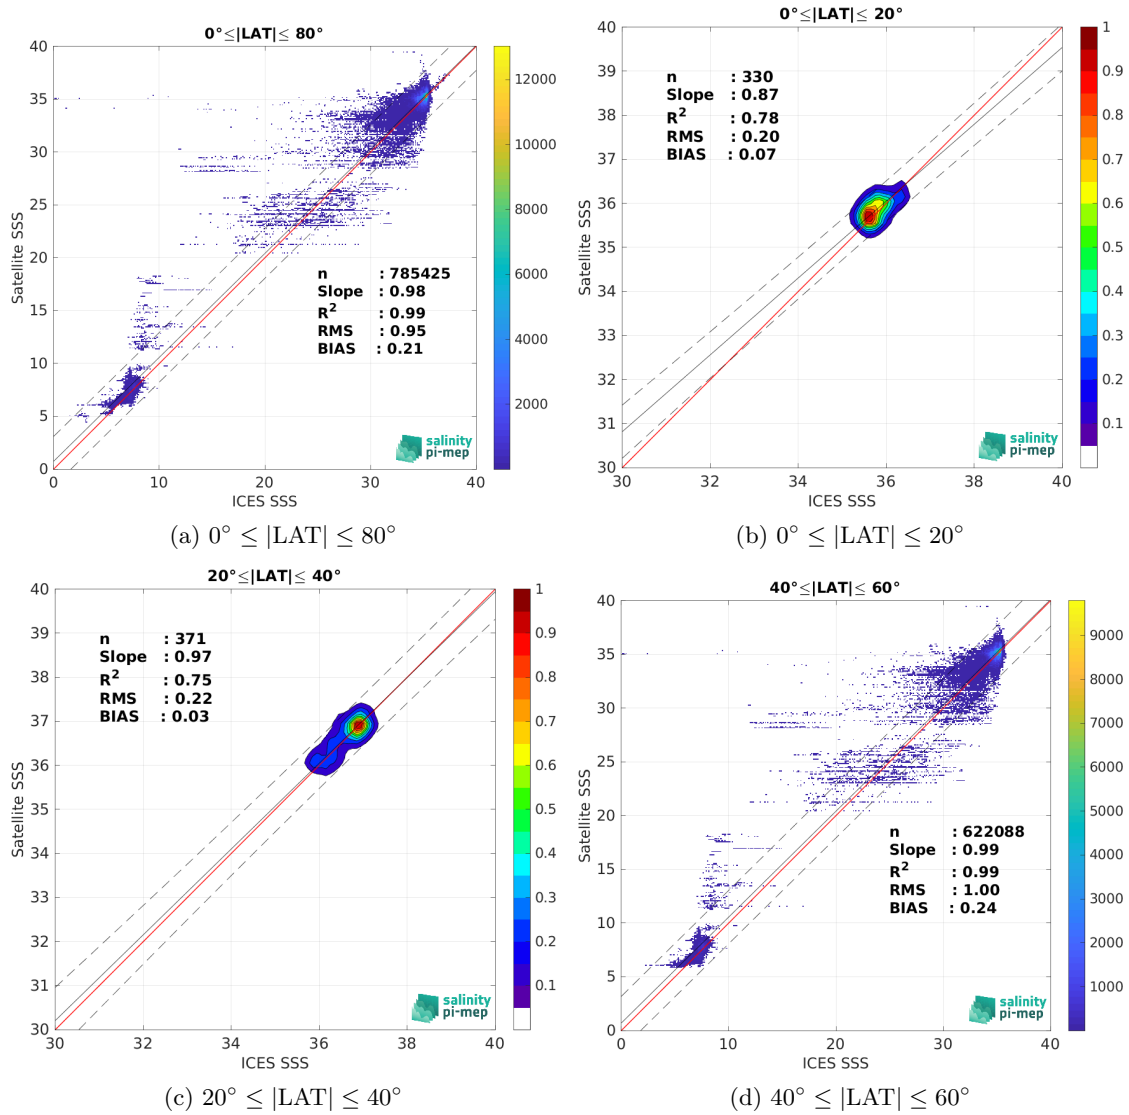 0°≤|LAT|≤ 80°
40
35
30
25
20
15
10
5
0
Satellite SSS
n : 785425
Slope : 0.98
R² : 0.99
RMS : 0.95
BIAS : 0.21
salinity
pi-mep
0 10 20 30 40
ICES SSS
12000
10000
8000
6000
4000
2000
(a) 0° ≤ |LAT| ≤ 80°
0°≤|LAT|≤ 20°
40
39
38
37
36
35
34
33
32
31
30
Satellite SSS
n : 330
Slope : 0.87
R² : 0.78
RMS : 0.20
BIAS : 0.07
salinity
pi-mep
30 32 34 36 38 40
ICES SSS
1
0.9
0.8
0.7
0.6
0.5
0.4
0.3
0.2
0.1
(b) 0° ≤ |LAT| ≤ 20°
20°≤|LAT|≤ 40°
40
39
38
37
36
35
34
33
32
31
30
Satellite SSS
n : 371
Slope : 0.97
R² : 0.75
RMS : 0.22
BIAS : 0.03
salinity
pi-mep
30 32 34 36 38 40
ICES SSS
1
0.9
0.8
0.7
0.6
0.5
0.4
0.3
0.2
0.1
(c) 20° ≤ |LAT| ≤ 40°
40°≤|LAT|≤ 60°
40
35
30
25
20
15
10
5
0
Satellite SSS
n : 622088
Slope : 0.99
R² : 0.99
RMS : 1.00
BIAS : 0.24
salinity
pi-mep
0 10 20 30 40
ICES SSS
9000
8000
7000
6000
5000
4000
3000
2000
1000
(d) 40° ≤ |LAT| ≤ 60°